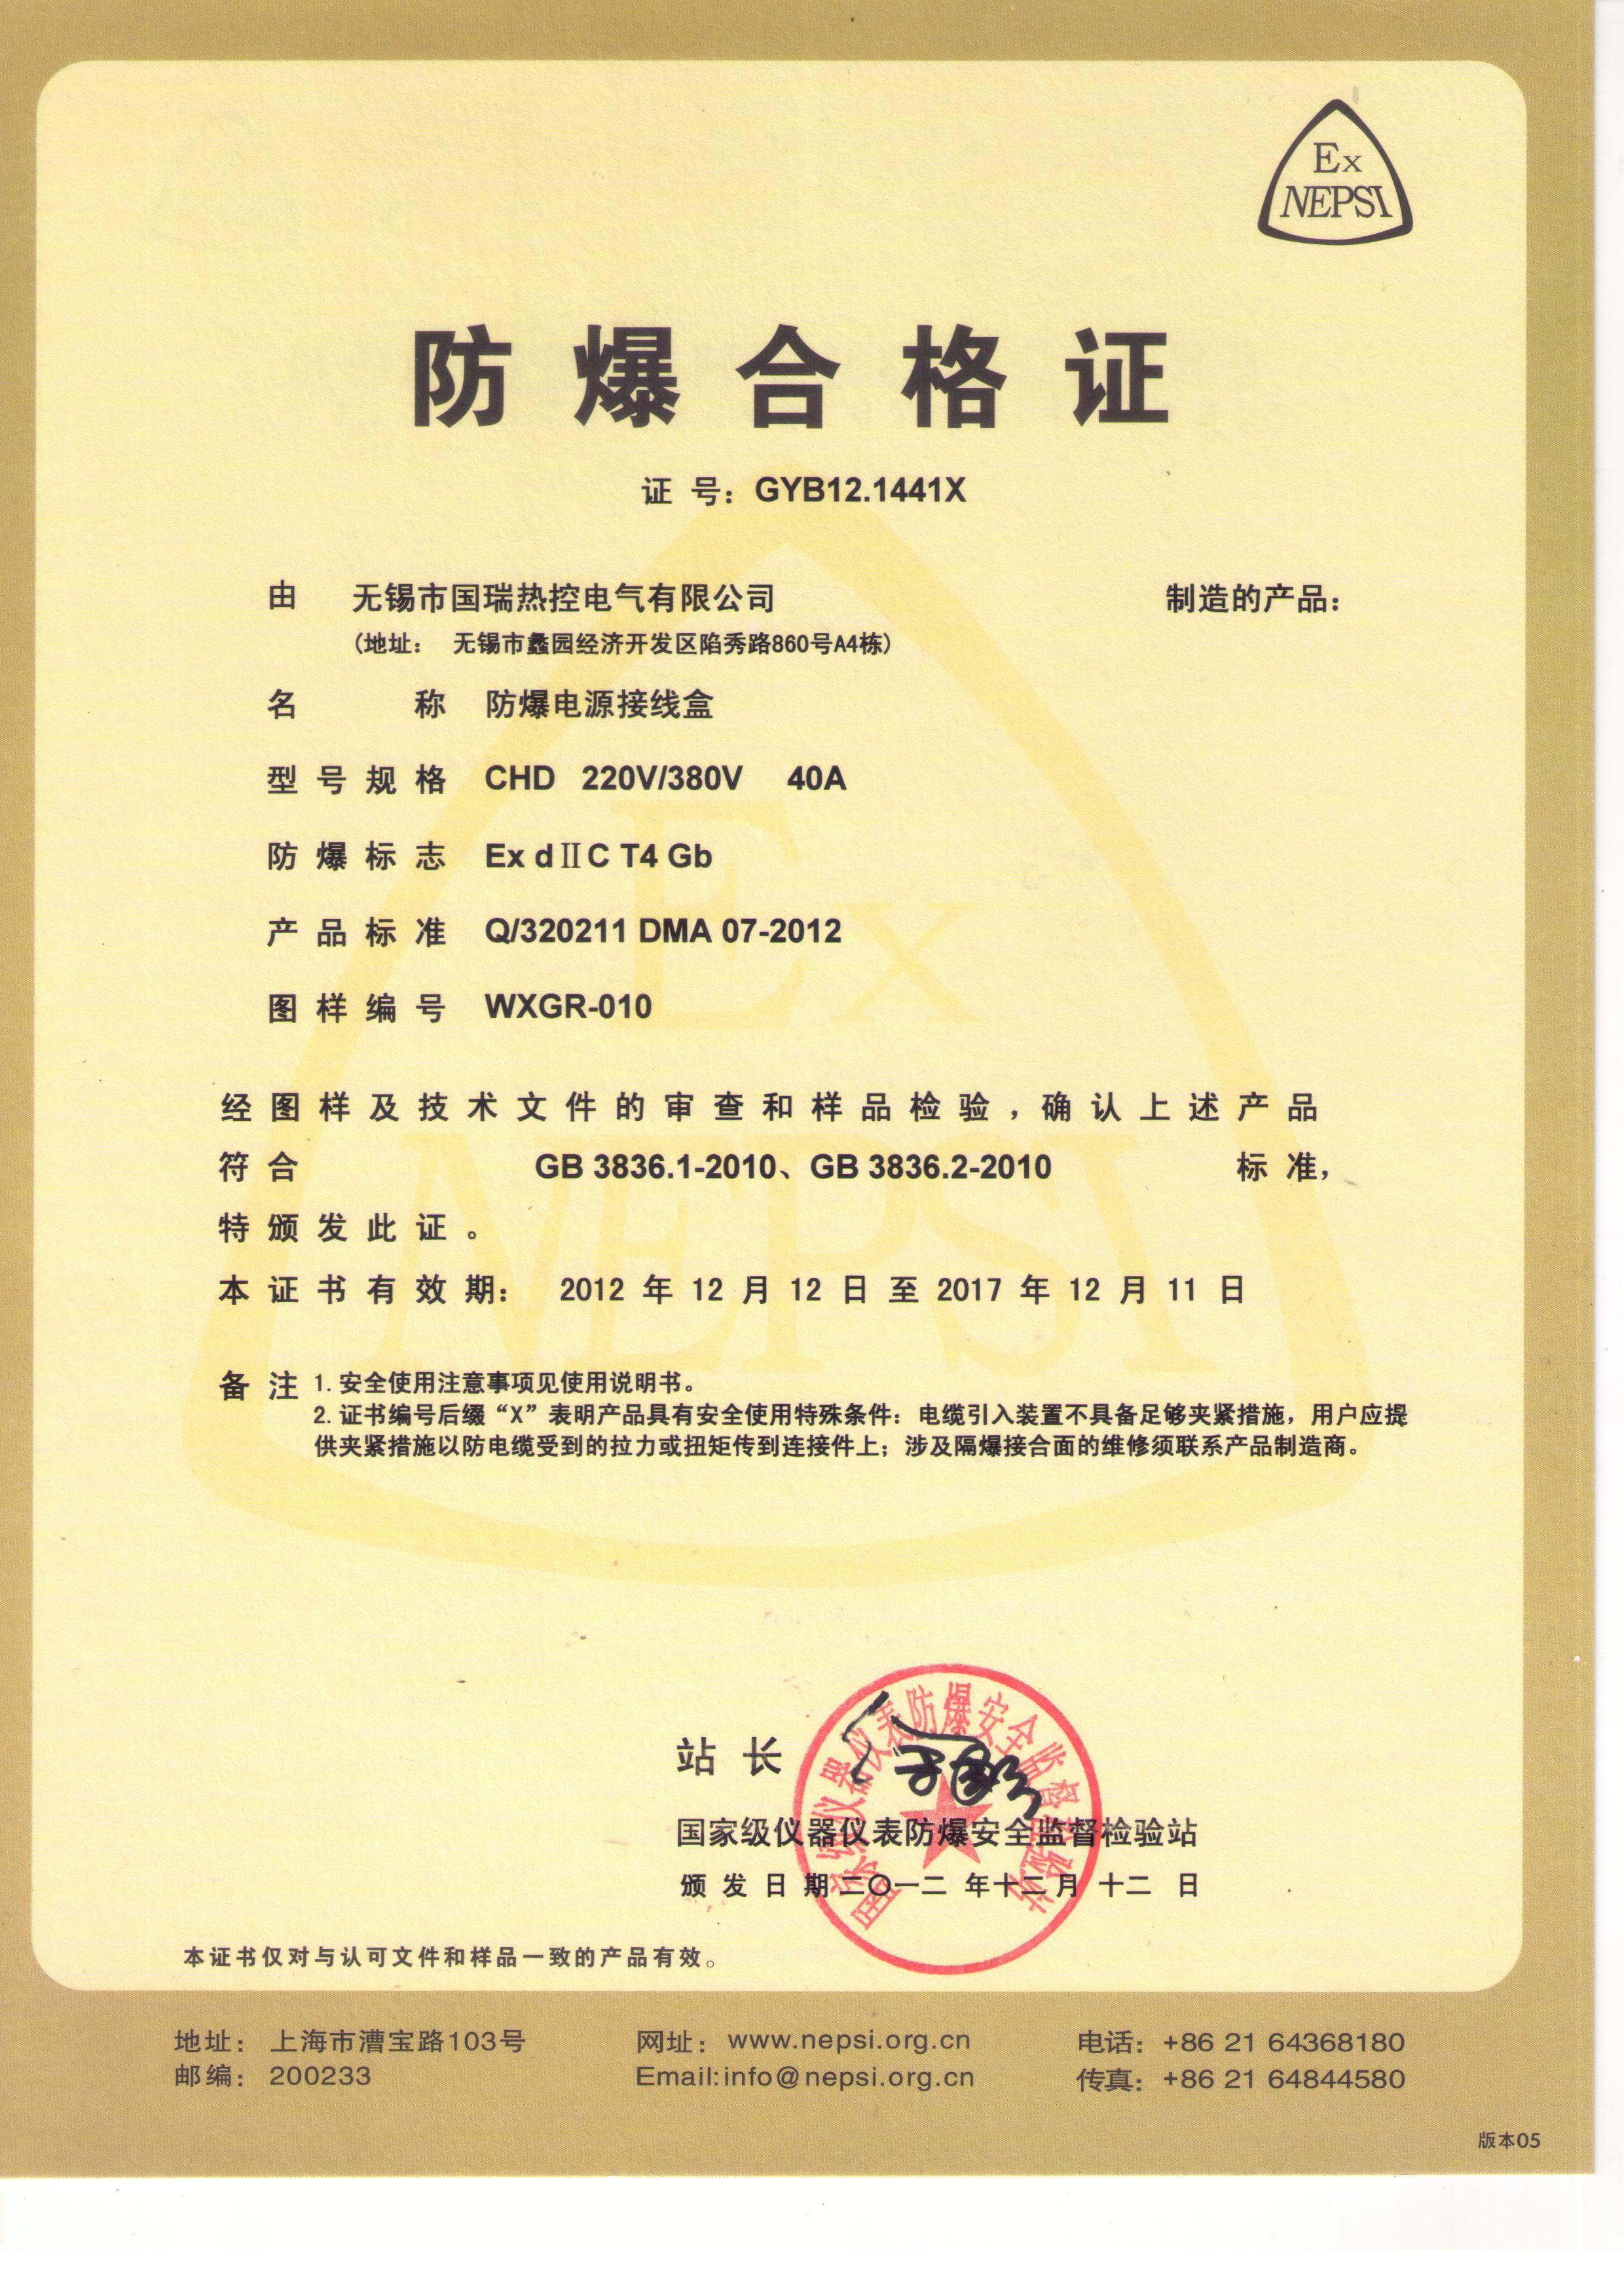 Ex
NEPSI
防爆合格证
证 号：GYB12.1441X
由 无锡市国瑞热控电气有限公司 制造的产品：
(地址： 无锡市蠡园经济开发区陷秀路860号A4栋)
名 称 防爆电源接线盒
型号规格 CHD 220V/380V 40A
防爆标志 Ex dⅡC T4 Gb
产品标准 Q/320211 DMA 07-2012
图样编号 WXGR-010
经图样及技术文件的审查和样品检验，确认上述产品
符合 GB 3836.1-2010、GB 3836.2-2010 标准，
特颁发此证。
本证书有效期： 2012 年 12 月 12 日 至 2017 年 12 月 11 日
备注 1. 安全使用注意事项见使用说明书。
2. 证书编号后缀“X”表明产品具有安全使用特殊条件：电缆引入装置不具备足够夹紧措施，用户应提
供夹紧措施以防电缆受到的拉力或扭矩传到连接件上；涉及隔爆接合面的维修须联系产品制造商。
站长
国家级仪器仪表防爆安全监督检验站
国家级仪器仪表防爆安全监督检验站
颁发日期 二〇一二 年十二月 十二 日
本证书仅对与认可文件和样品一致的产品有效。
地址： 上海市漕宝路103号 网址： www.nepsi.org.cn 电话： +86 21 64368180
邮编： 200233 Email:info@nepsi.org.cn 传真： +86 21 64844580
版本05